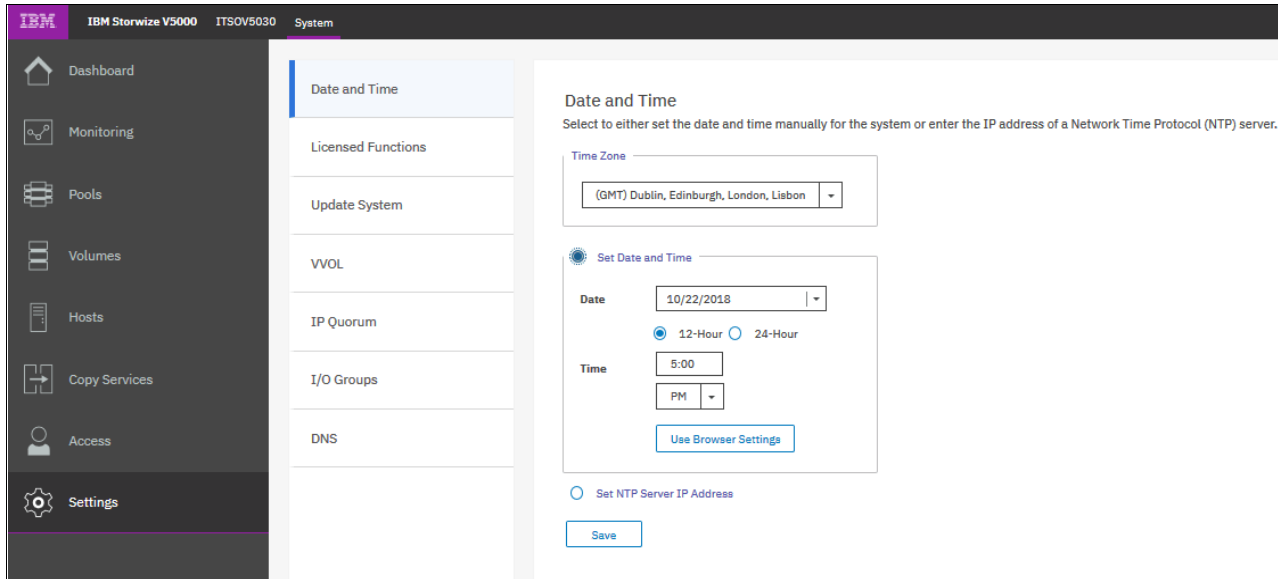 IBM
IBM Storwize V5000 ITSOV5030 System
Dashboard
Monitoring
Pools
Volumes
Hosts
Copy Services
Access
Settings
Date and Time
Licensed Functions
Update System
VVOL
IP Quorum
I/O Groups
DNS
Date and Time
Select to either set the date and time manually for the system or enter the IP address of a Network Time Protocol (NTP) server.
Time Zone
(GMT) Dublin, Edinburgh, London, Lisbon
Set Date and Time
Date 10/22/2018
12-Hour 24-Hour
Time 5:00
PM
Use Browser Settings
Set NTP Server IP Address
Save